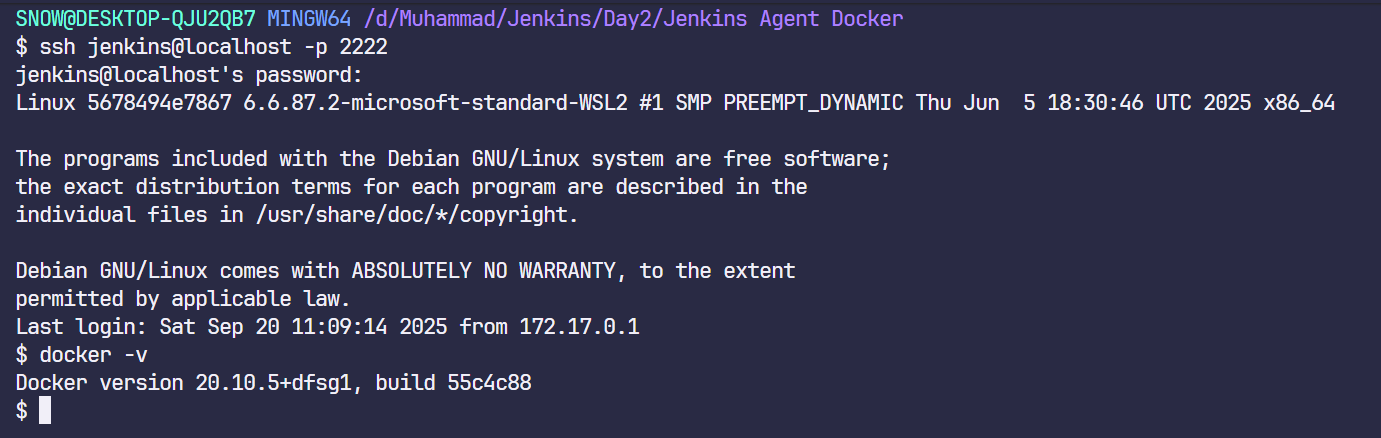 SNOW@DESKTOP-QJU2QB7 MINGW64 /d/Muhammad/Jenkins/Day2/Jenkins Agent Docker
$ ssh jenkins@localhost -p 2222
jenkins@localhost's password:
Linux 5678494e7867 6.6.87.2-microsoft-standard-WSL2 #1 SMP PREEMPT_DYNAMIC Thu Jun  5 18:30:46 UTC 2025 x86_64

The programs included with the Debian GNU/Linux system are free software;
the exact distribution terms for each program are described in the
individual files in /usr/share/doc/*/copyright.

Debian GNU/Linux comes with ABSOLUTELY NO WARRANTY, to the extent
permitted by applicable law.
Last login: Sat Sep 20 11:09:14 2025 from 172.17.0.1
$ docker -v
Docker version 20.10.5+dfsg1, build 55c4c88
$